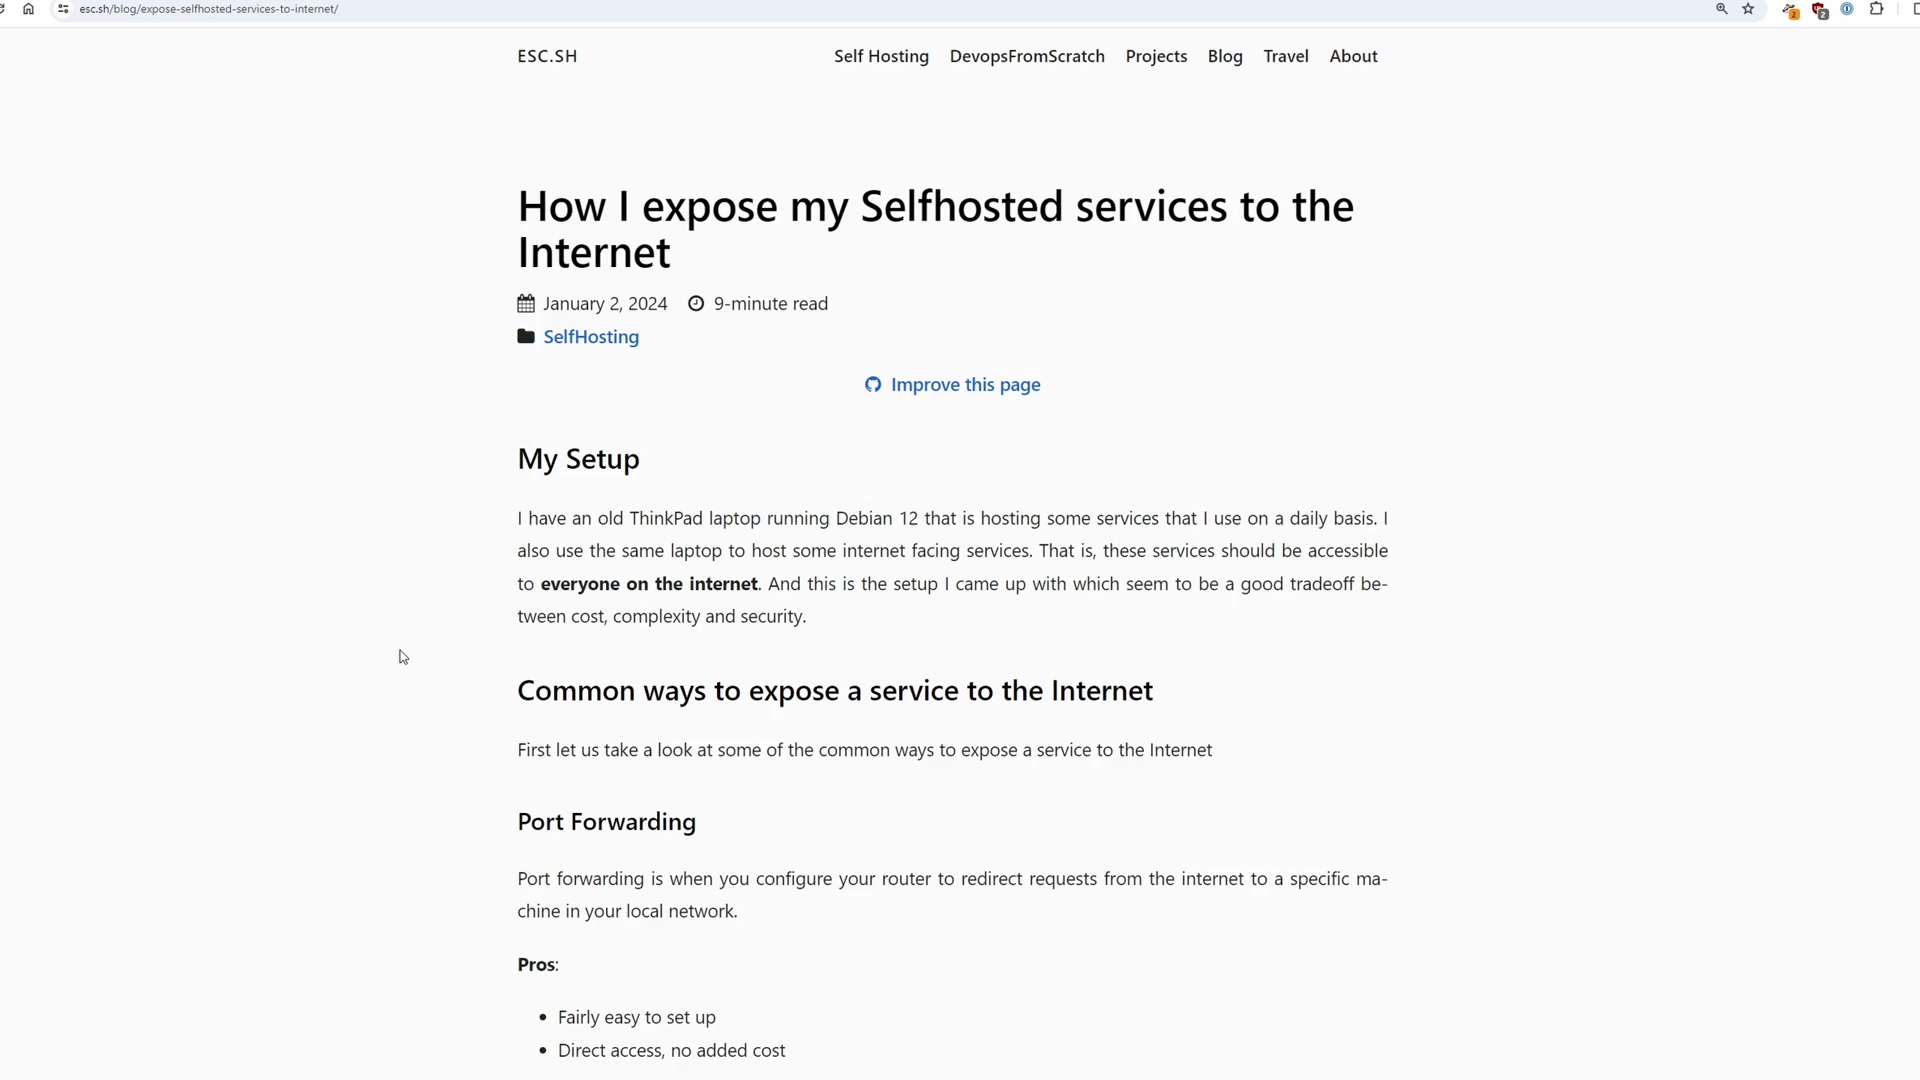 esc.sh/blog/expose-selfhosted-services-to-internet/
2
2
ESC.SH Self Hosting DevopsFromScratch Projects Blog Travel About
How I expose my Selfhosted services to the
Internet
January 2, 2024 9-minute read
SelfHosting
Improve this page
My Setup
I have an old ThinkPad laptop running Debian 12 that is hosting some services that I use on a daily basis. I
also use the same laptop to host some internet facing services. That is, these services should be accessible
to everyone on the internet. And this is the setup I came up with which seem to be a good tradeoff be-
tween cost, complexity and security.
Common ways to expose a service to the Internet
First let us take a look at some of the common ways to expose a service to the Internet
Port Forwarding
Port forwarding is when you configure your router to redirect requests from the internet to a specific ma-
chine in your local network.
Pros:
• Fairly easy to set up
• Direct access, no added cost